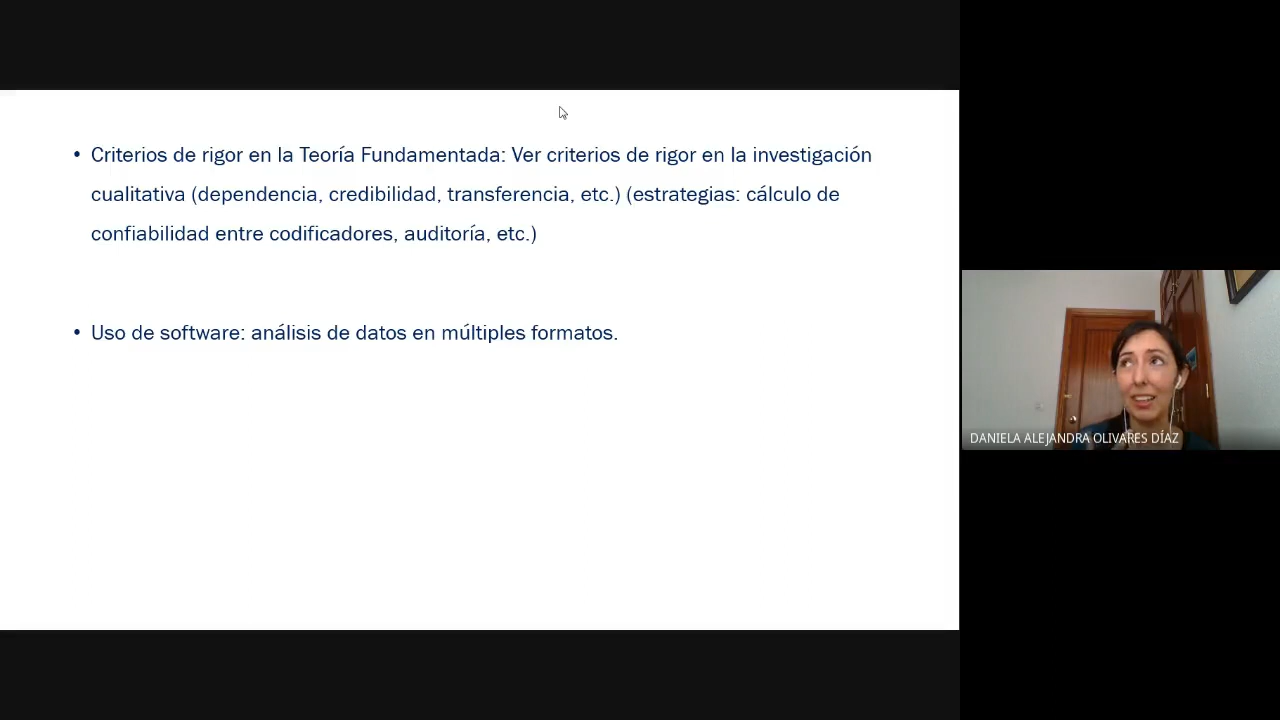 • Criterios de rigor en la Teoría Fundamentada: Ver criterios de rigor en la investigación
cualitativa (dependencia, credibilidad, transferencia, etc.) (estrategias: cálculo de
confiabilidad entre codificadores, auditoría, etc.)
• Uso de software: análisis de datos en múltiples formatos.
DANIELA ALEJANDRA OLIVARES DÍAZ